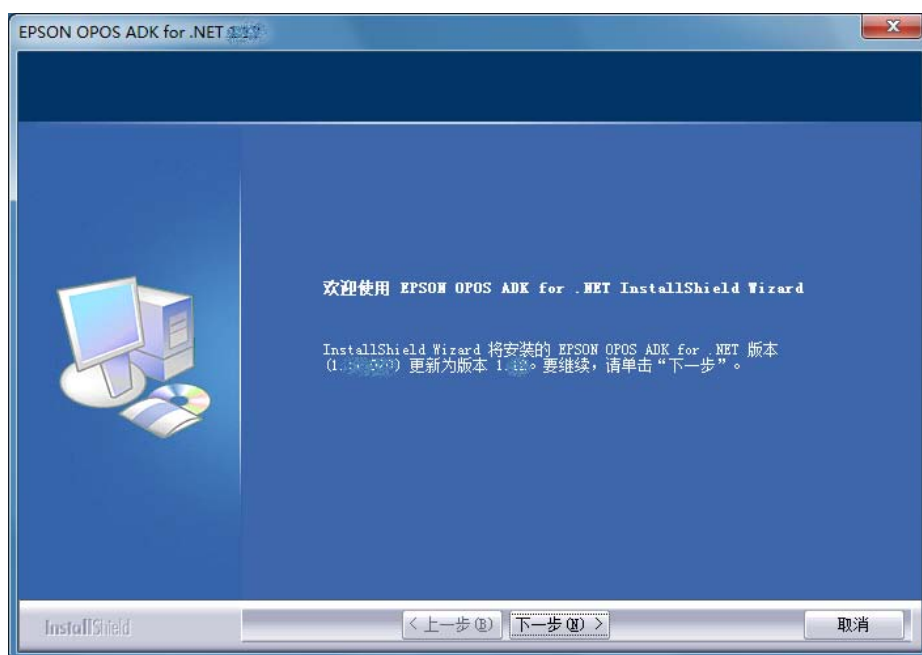 EPSON OPOS ADK for .NET
欢迎使用 EPSON OPOS ADK for .NET InstallShield Wizard
InstallShield Wizard 将安装的 EPSON OPOS ADK for .NET 版本
(1. ) 更新为版本 1. 。要继续，请单击“下一步”。
InstallShield
< 上一步(B) 下一步(N) > 取消